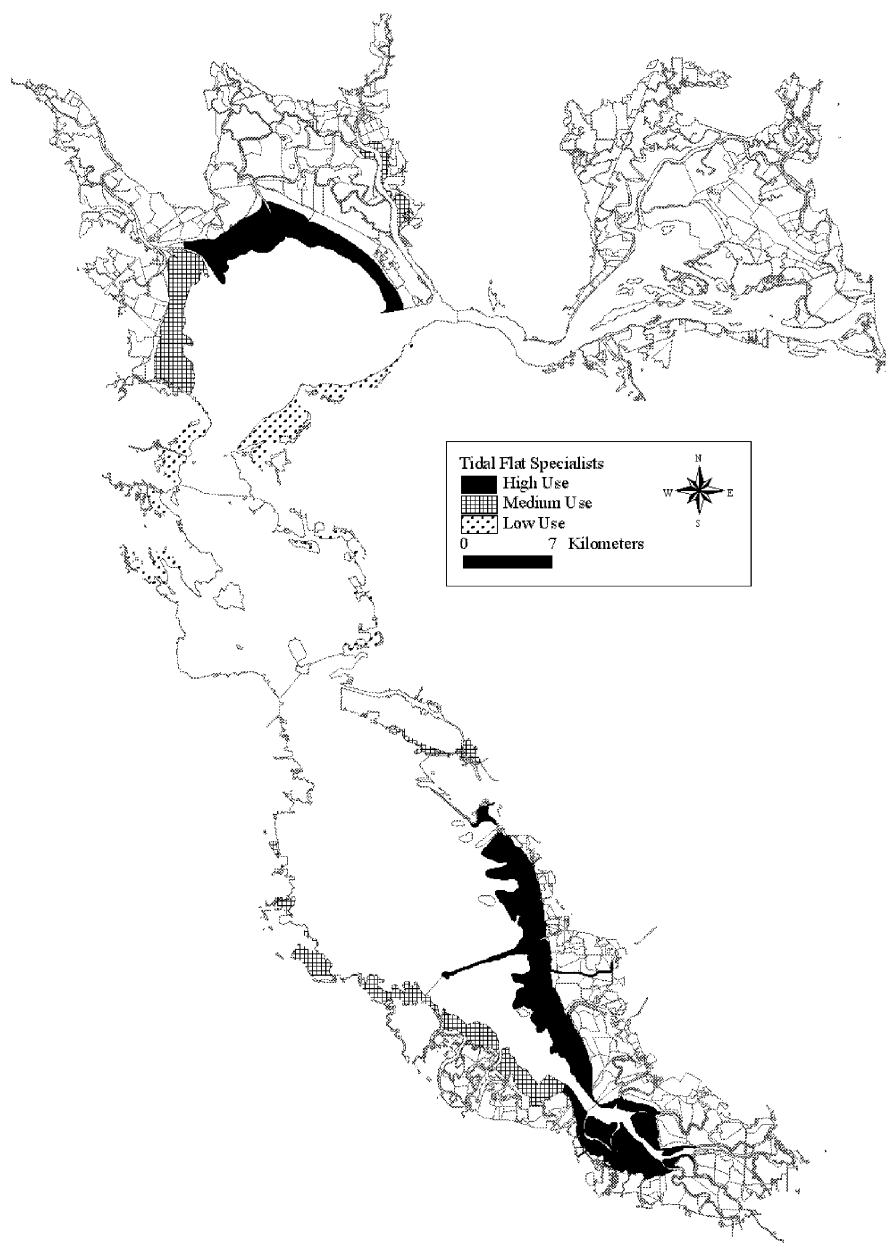 Tidal Flat Specialists
High Use
Medium Use
Low Use
0 7 Kilometers
N
W E
S